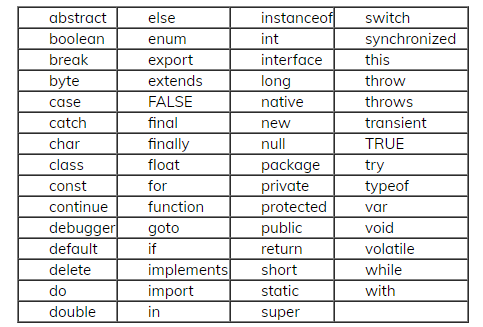 abstract else instanceof switch
boolean enum int synchronized
break export interface this
byte extends long throw
case FALSE native throws
catch final new transient
char finally null TRUE
class float package try
const for private typeof
continue function protected var
debugger goto public void
default if return volatile
delete implements short while
do import static with
double in super